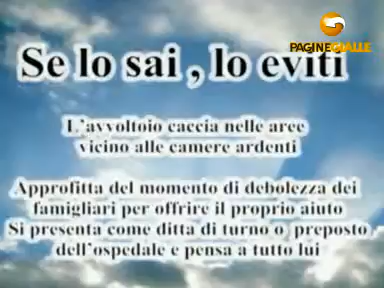 PAGINEGIALLE
Se lo sai , lo eviti
L'avvoltoio caccia nelle aree
vicino alle camere ardenti
Approfitta del momento di debolezza dei
famigliari per offrire il proprio aiuto
Si presenta come ditta di turno o, preposto
dell'ospedale e pensa a tutto lui